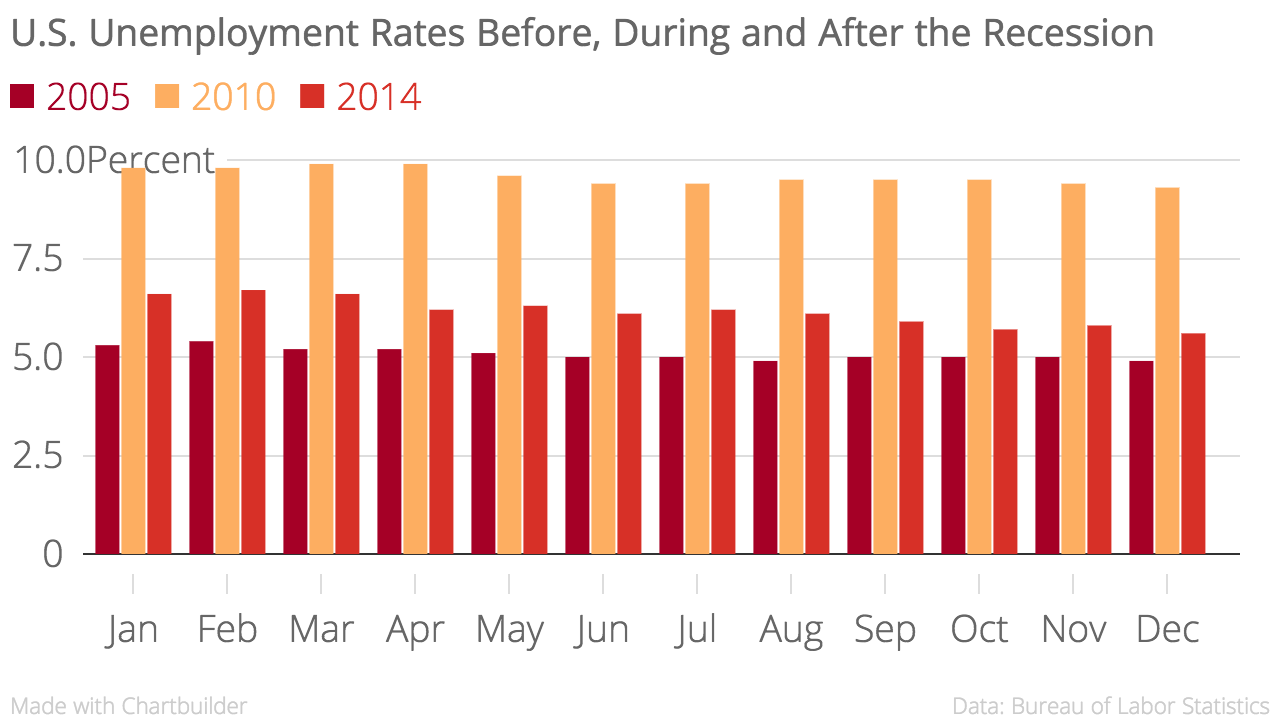 U.S. Unemployment Rates Before, During and After the Recession
2005 2010 2014
10.0Percent
7.5
5.0
2.5
0
Jan Feb Mar Apr May Jun Jul Aug Sep Oct Nov Dec
Made with Chartbuilder Data: Bureau of Labor Statistics